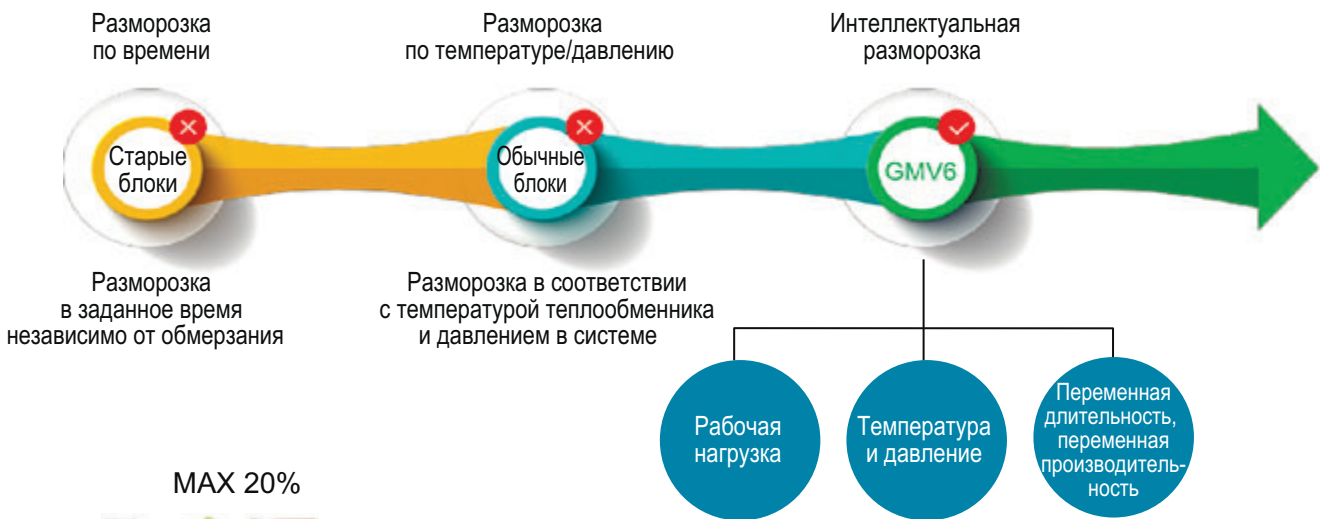 Разморозка
по времени
Разморозка
по температуре/давлению
Интеллектуальная
разморозка
Старые
блоки
Обычные
блоки
GMV6
Разморозка
в заданное время
независимо от обмерзания
Разморозка в соответствии
с температурой теплообменника
и давлением в системе
Рабочая
нагрузка
Температура
и давление
Переменная
длительность,
переменная
производитель-
ность
MAX 20%